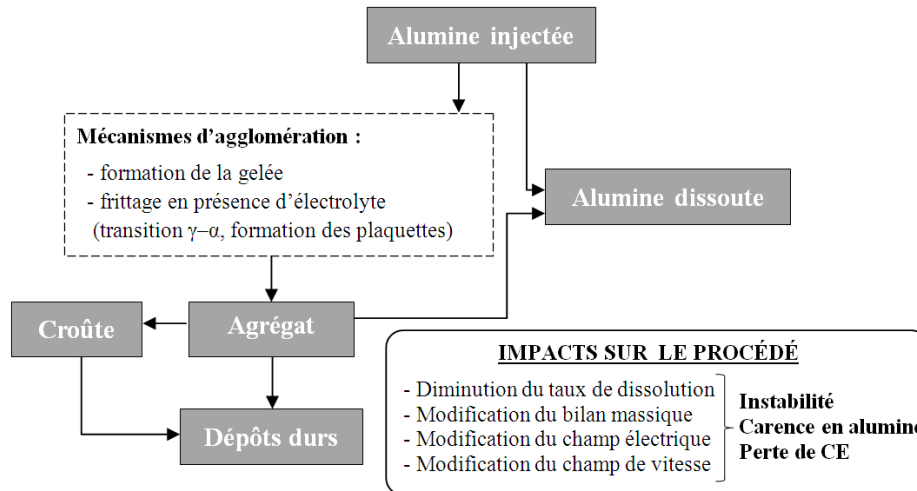 Alumine injectée
Mécanismes d'agglomération :
- formation de la gelée
- frittage en présence d'électrolyte
(transition γ–α, formation des plaquettes)
Alumine dissoute
Croûte
Agrégat
Dépôts durs
IMPACTS SUR LE PROCÉDÉ
- Diminution du taux de dissolution
- Modification du bilan massique
- Modification du champ électrique
- Modification du champ de vitesse
Instabilité
Carence en alumine
Perte de CE